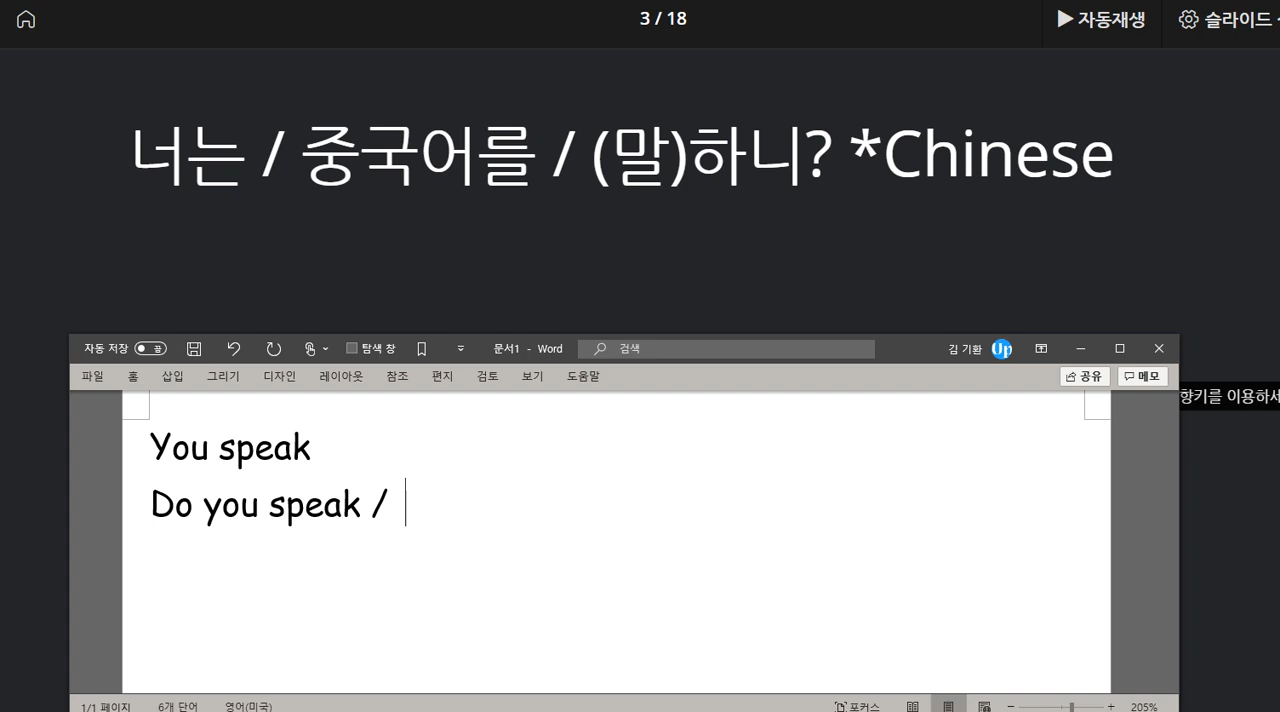 3 / 18
▶ 자동재생
슬라이드
너는 / 중국어를 / (말)하니? *Chinese
자동 저장 끔
탐색 창
문서1 - Word
검색
김 기환
Up
파일 홈 삽입 그리기 디자인 레이아웃 참조 편지 검토 보기 도움말
공유
메모
향키를 이용하세
You speak
Do you speak /
1/1 페이지 6개 단어 영어(미국)
포커스
205%